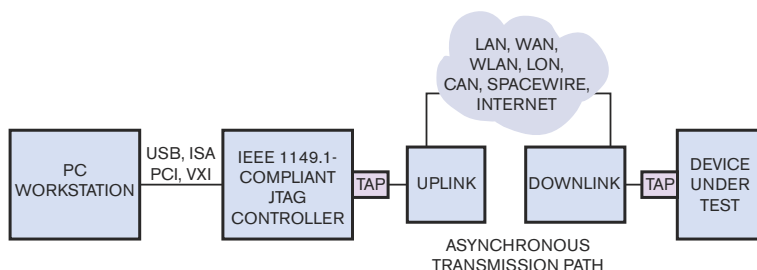 LAN, WAN,
WLAN, LON,
CAN, SPACEWIRE,
INTERNET
PC
WORKSTATION
USB, ISA
PCI, VXI
IEEE 1149.1-
COMPLIANT
JTAG
CONTROLLER
TAP
UPLINK
DOWNLINK
TAP
DEVICE
UNDER
TEST
ASYNCHRONOUS
TRANSMISSION PATH